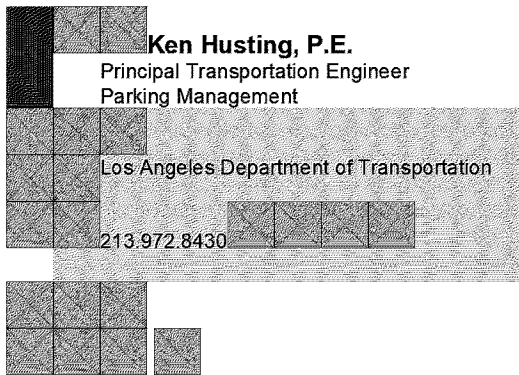 Ken Husting, P.E.
Principal Transportation Engineer
Parking Management
Los Angeles Department of Transportation
213.972.8430